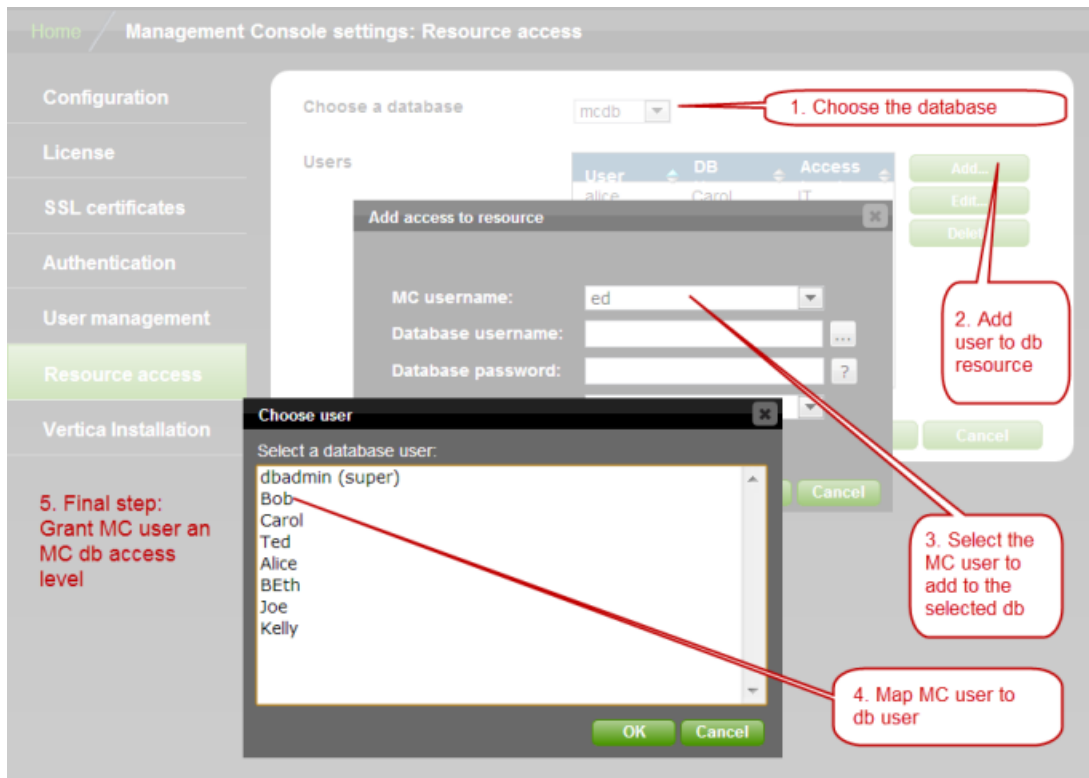 Home / Management Console settings: Resource access
Configuration
License
SSL certificates
Authentication
User management
Resource access
Vertica Installation
Choose a database
mcdb
1. Choose the database
Users
User DB Access
alice Carol IT
Add...
Edit...
2. Add
user to db
resource
Add access to resource
MC username:
ed
Database username:
...
Database password:
?
Cancel
Cancel
Choose user
Select a database user:
dbadmin (super)
Bob
Carol
Ted
Alice
BEth
Joe
Kelly
OK
Cancel
3. Select the
MC user to
add to the
selected db
4. Map MC user to
db user
5. Final step:
Grant MC user an
MC db access
level